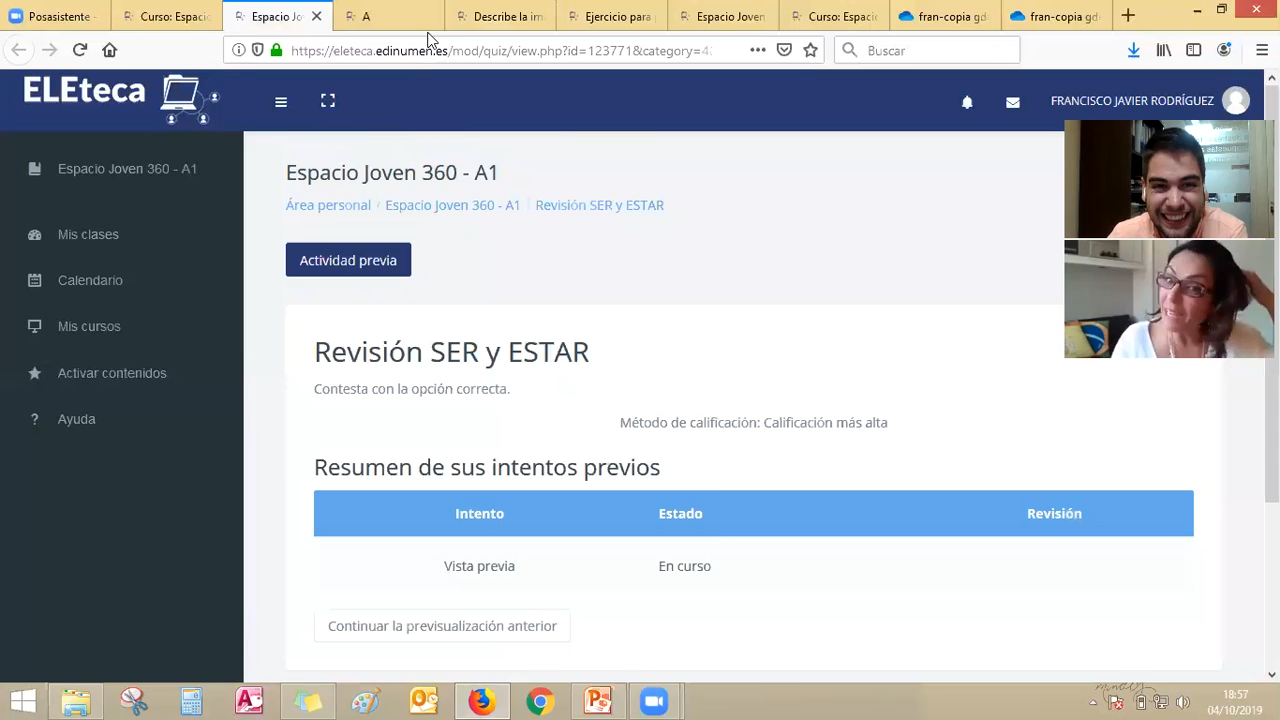 Posasistente
Curso: Espacio
Espacio Jo
A
Describe la im
Ejercicio para
Espacio Joven
Curso: Espacio
fran-copia gd
fran-copia gd
https://eleteca.edinumen.es/mod/quiz/view.php?id=123771&category=4
Buscar
ELEteca
FRANCISCO JAVIER RODRÍGUEZ
Espacio Joven 360 - A1
Mis clases
Calendario
Mis cursos
Activar contenidos
Ayuda
Espacio Joven 360 - A1
Área personal / Espacio Joven 360 - A1 / Revisión SER y ESTAR
Actividad previa
Revisión SER y ESTAR
Contesta con la opción correcta.
Método de calificación: Calificación más alta
Resumen de sus intentos previos
Intento Estado Revisión
Vista previa En curso
Continuar la previsualización anterior
18:57
04/10/2019